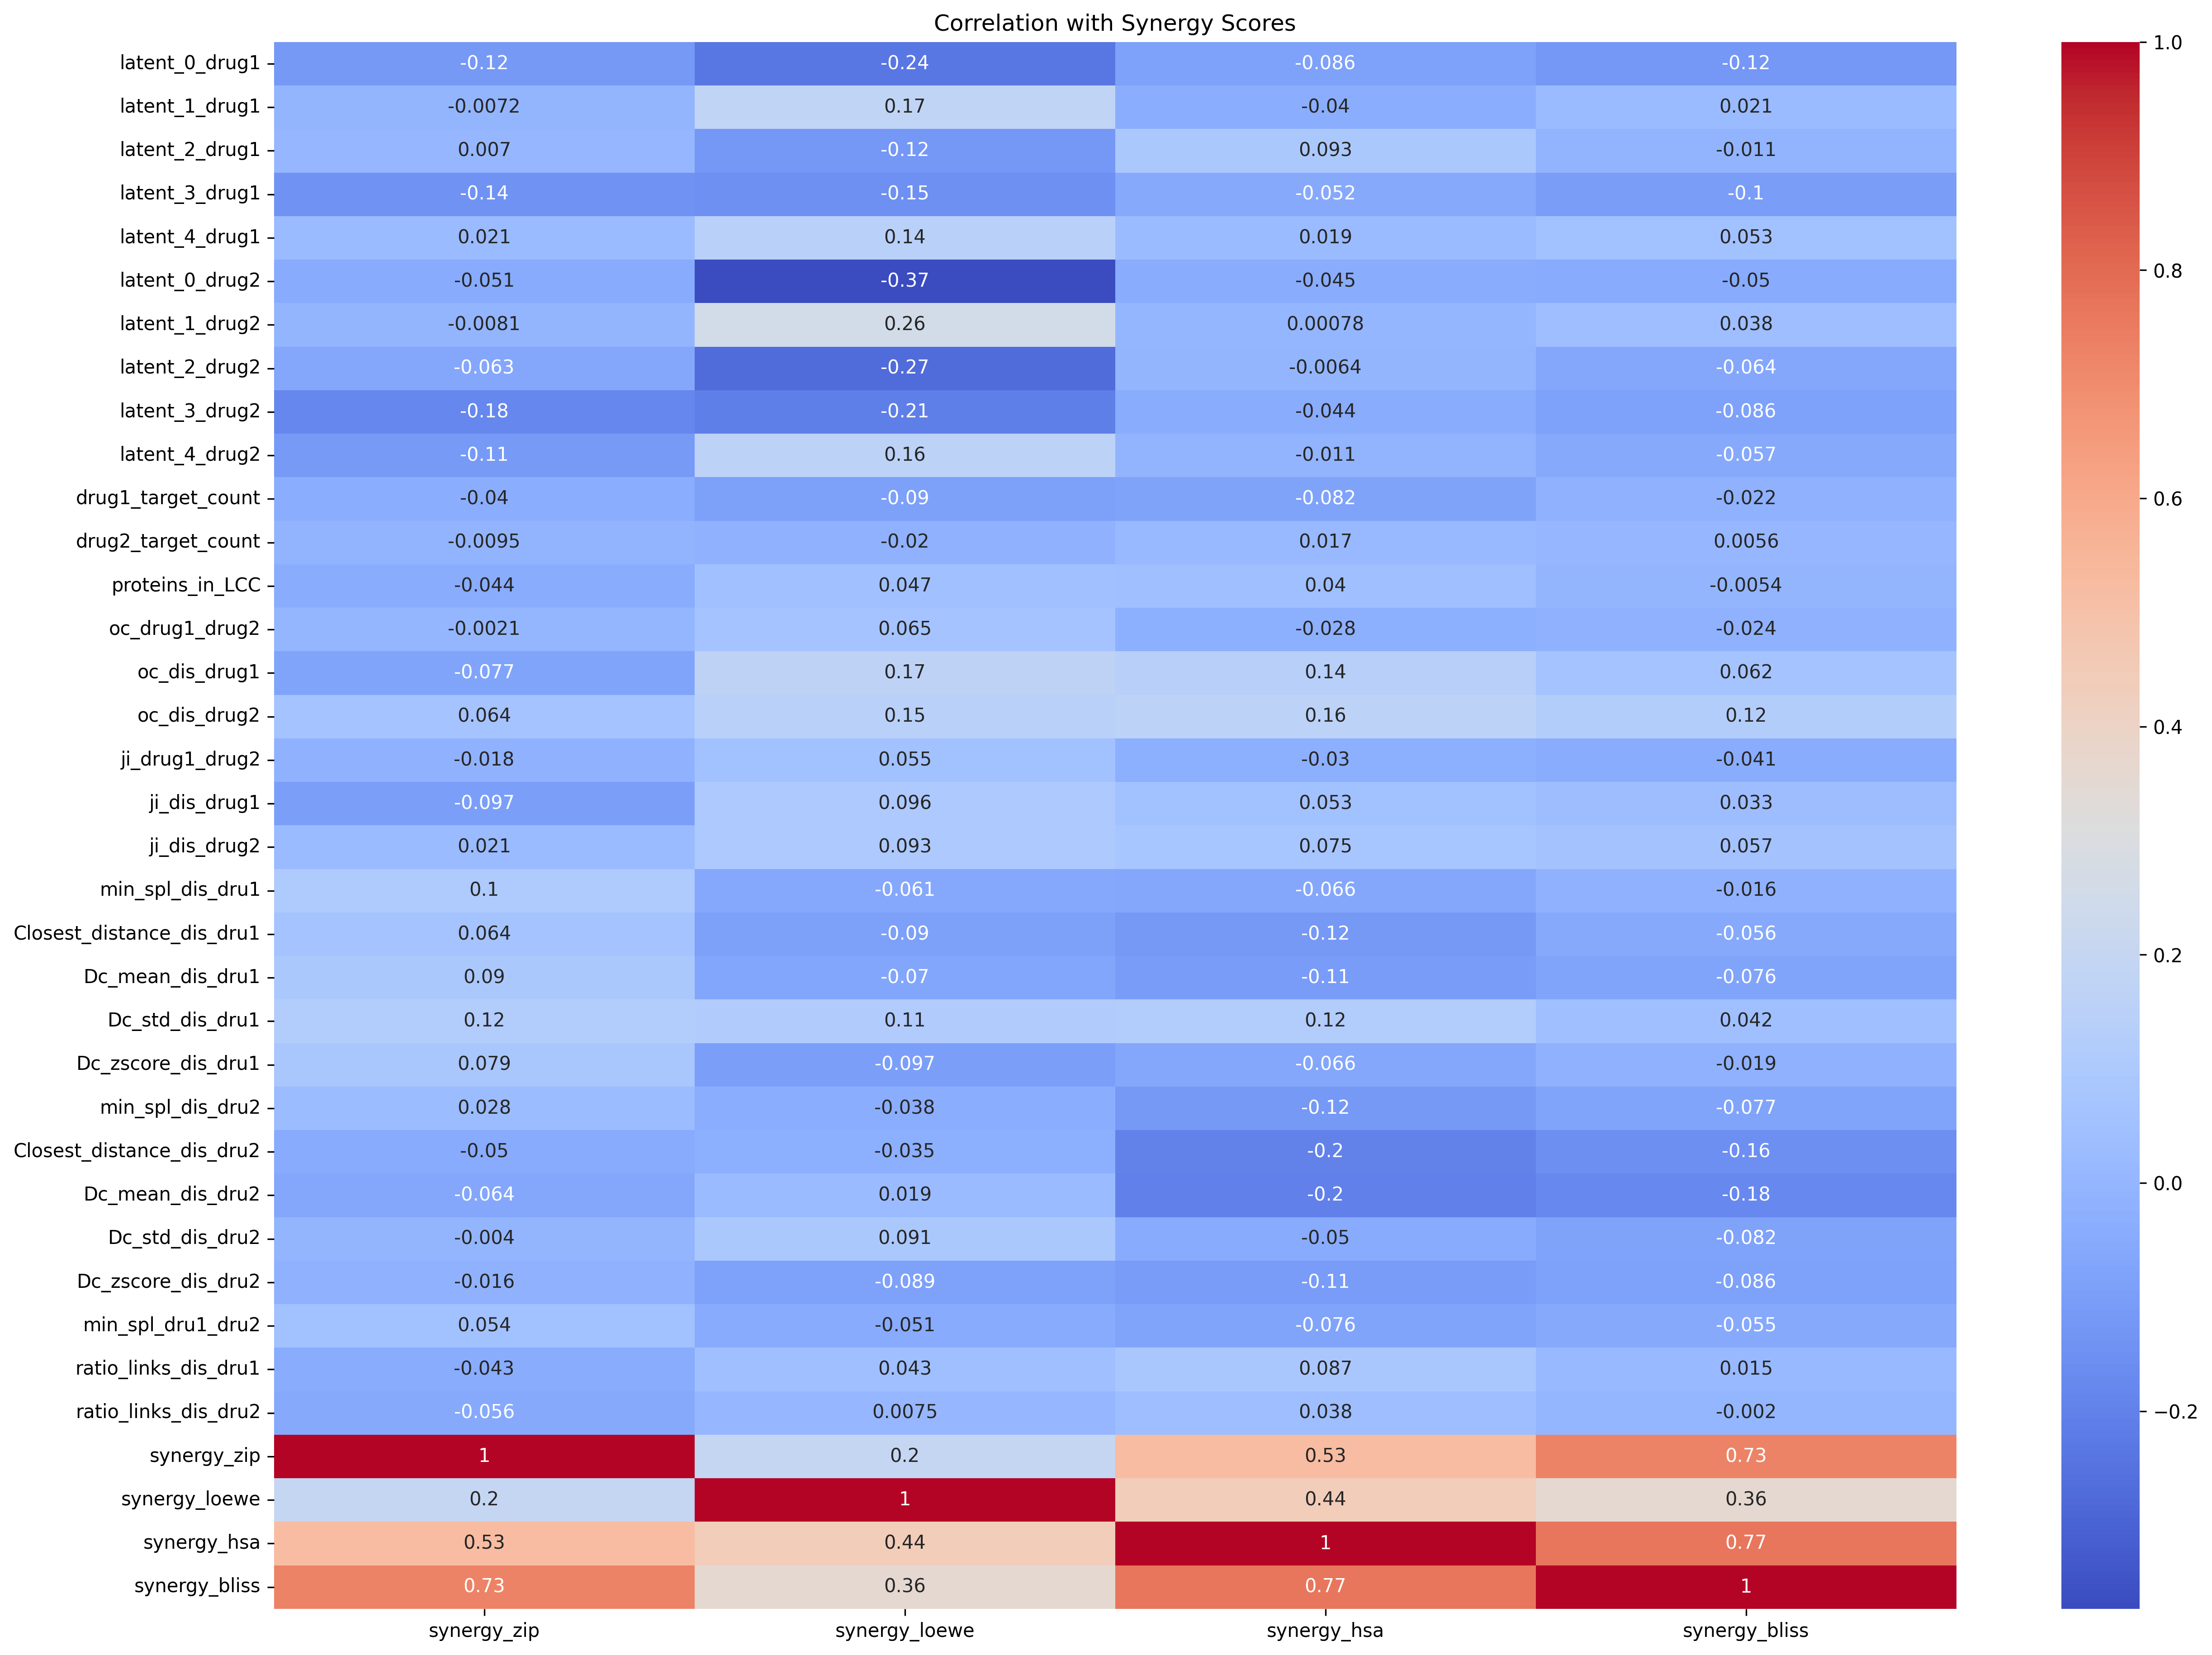 Correlation with Synergy Scores
latent_0_drug1 -0.12 -0.24 -0.086 -0.12
latent_1_drug1 -0.0072 0.17 -0.04 0.021
latent_2_drug1 0.007 -0.12 0.093 -0.011
latent_3_drug1 -0.14 -0.15 -0.052 -0.1
latent_4_drug1 0.021 0.14 0.019 0.053
latent_0_drug2 -0.051 -0.37 -0.045 -0.05
latent_1_drug2 -0.0081 0.26 0.00078 0.038
latent_2_drug2 -0.063 -0.27 -0.0064 -0.064
latent_3_drug2 -0.18 -0.21 -0.044 -0.086
latent_4_drug2 -0.11 0.16 -0.011 -0.057
drug1_target_count -0.04 -0.09 -0.082 -0.022
drug2_target_count -0.0095 -0.02 0.017 0.0056
proteins_in_LCC -0.044 0.047 0.04 -0.0054
oc_drug1_drug2 -0.0021 0.065 -0.028 -0.024
oc_dis_drug1 -0.077 0.17 0.14 0.062
oc_dis_drug2 0.064 0.15 0.16 0.12
ji_drug1_drug2 -0.018 0.055 -0.03 -0.041
ji_dis_drug1 -0.097 0.096 0.053 0.033
ji_dis_drug2 0.021 0.093 0.075 0.057
min_spl_dis_dru1 0.1 -0.061 -0.066 -0.016
Closest_distance_dis_dru1 0.064 -0.09 -0.12 -0.056
Dc_mean_dis_dru1 0.09 -0.07 -0.11 -0.076
Dc_std_dis_dru1 0.12 0.11 0.12 0.042
Dc_zscore_dis_dru1 0.079 -0.097 -0.066 -0.019
min_spl_dis_dru2 0.028 -0.038 -0.12 -0.077
Closest_distance_dis_dru2 -0.05 -0.035 -0.2 -0.16
Dc_mean_dis_dru2 -0.064 0.019 -0.2 -0.18
Dc_std_dis_dru2 -0.004 0.091 -0.05 -0.082
Dc_zscore_dis_dru2 -0.016 -0.089 -0.11 -0.086
min_spl_dru1_dru2 0.054 -0.051 -0.076 -0.055
ratio_links_dis_dru1 -0.043 0.043 0.087 0.015
ratio_links_dis_dru2 -0.056 0.0075 0.038 -0.002
synergy_zip 1 0.2 0.53 0.73
synergy_loewe 0.2 1 0.44 0.36
synergy_hsa 0.53 0.44 1 0.77
synergy_bliss 0.73 0.36 0.77 1
synergy_zip synergy_loewe synergy_hsa synergy_bliss
1.0
0.8
0.6
0.4
0.2
0.0
−0.2